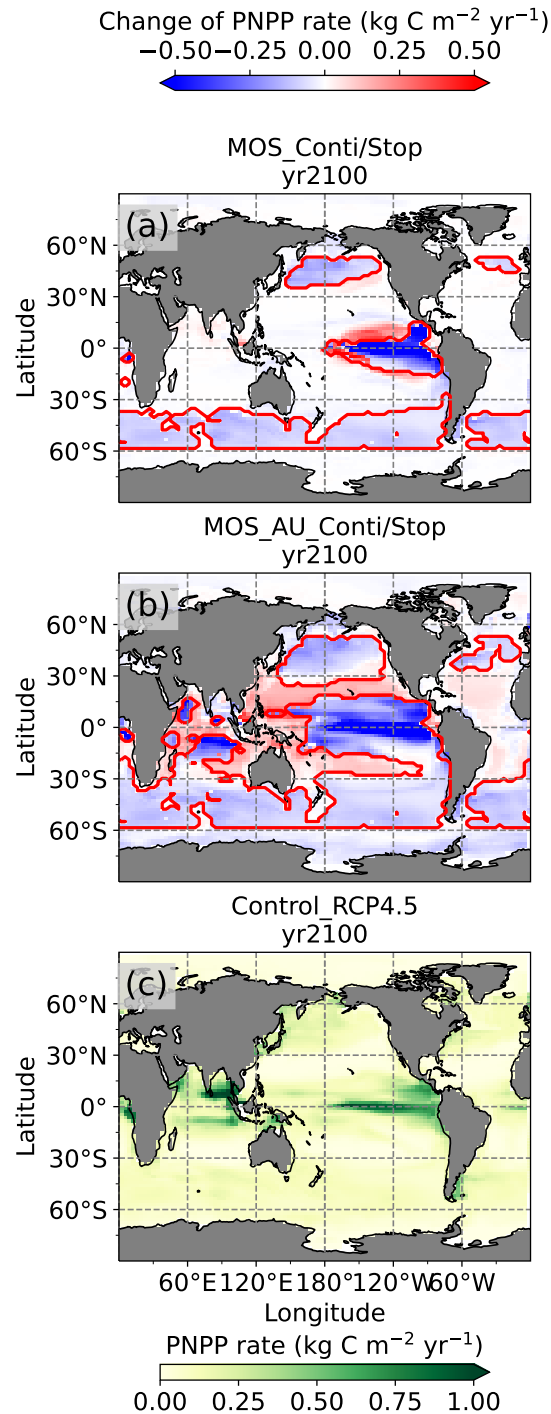 Change of PNPP rate (kg C m⁻² yr⁻¹)
−0.50 −0.25 0.00 0.25 0.50
MOS_Conti/Stop
yr2100
(a)
60°N
30°N
0°
30°S
60°S
Latitude
MOS_AU_Conti/Stop
yr2100
(b)
60°N
30°N
0°
30°S
60°S
Latitude
Control_RCP4.5
yr2100
(c)
60°N
30°N
0°
30°S
60°S
Latitude
60°E 120°E 180° 120°W 60°W
Longitude
PNPP rate (kg C m⁻² yr⁻¹)
0.00 0.25 0.50 0.75 1.00